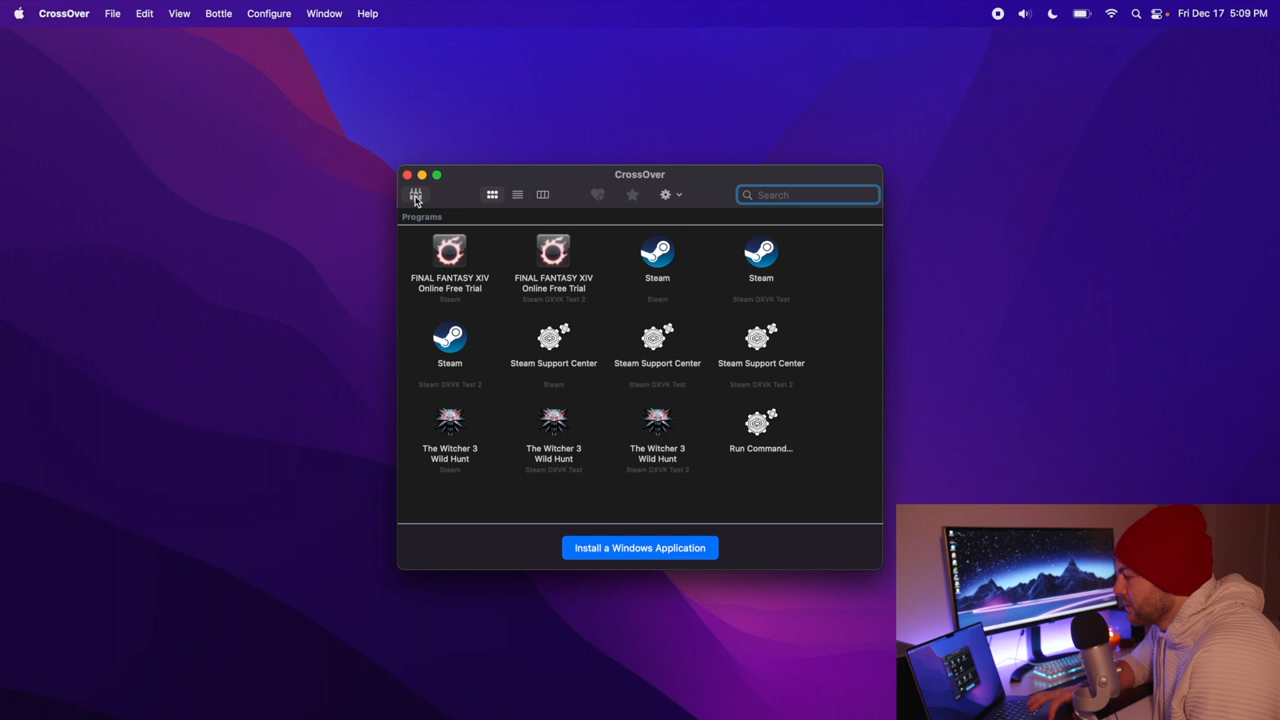 CrossOver File Edit View Bottle Configure Window Help Fri Dec 17 5:09 PM
CrossOver
Search
Programs
FINAL FANTASY XIV
Online Free Trial
Steam
FINAL FANTASY XIV
Online Free Trial
Steam DXVK Test 2
Steam
Steam
Steam
Steam DXVK Test
Steam
Steam DXVK Test 2
Steam Support Center
Steam
Steam Support Center
Steam DXVK Test
Steam Support Center
Steam DXVK Test 2
The Witcher 3
Wild Hunt
Steam
The Witcher 3
Wild Hunt
Steam DXVK Test
The Witcher 3
Wild Hunt
Steam DXVK Test 2
Run Command...
Install a Windows Application